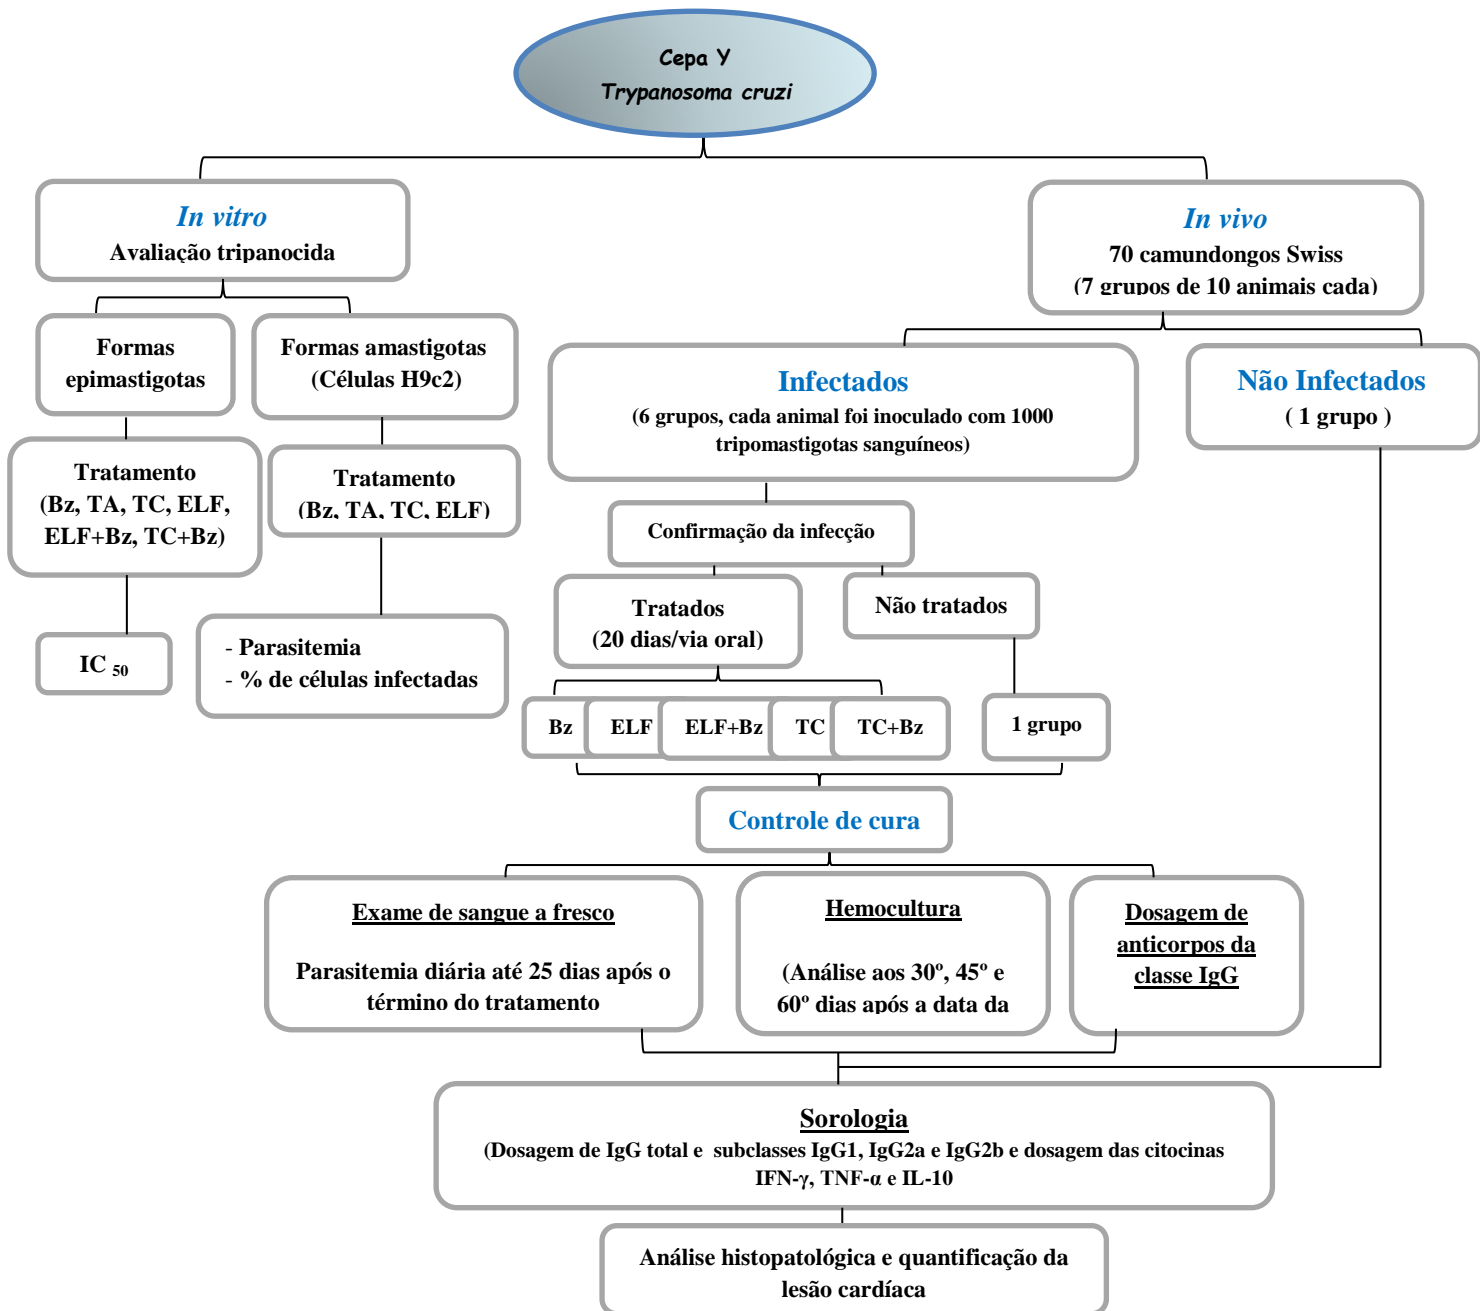 Cepa Y
Trypanosoma cruzi
In vitro
Avaliação tripanocida
In vivo
70 camundongos Swiss
(7 grupos de 10 animais cada)
Formas
epimastigotas
Formas amastigotas
(Células H9c2)
Infectados
(6 grupos, cada animal foi inoculado com 1000
tripomastigotas sanguíneos)
Não Infectados
( 1 grupo )
Tratamento
(Bz, TA, TC, ELF,
ELF+Bz, TC+Bz)
Tratamento
(Bz, TA, TC, ELF)
Confirmação da infecção
Tratados
(20 dias/via oral)
Não tratados
IC 50
- Parasitemia
- % de células infectadas
Bz
ELF
ELF+Bz
TC
TC+Bz
1 grupo
Controle de cura
Exame de sangue a fresco
Parasitemia diária até 25 dias após o
término do tratamento
Hemocultura
(Análise aos 30º, 45º e
60º dias após a data da
Dosagem de
anticorpos da
classe IgG
Sorologia
(Dosagem de IgG total e subclasses IgG1, IgG2a e IgG2b e dosagem das citocinas
IFN-γ, TNF-α e IL-10
Análise histopatológica e quantificação da
lesão cardíaca